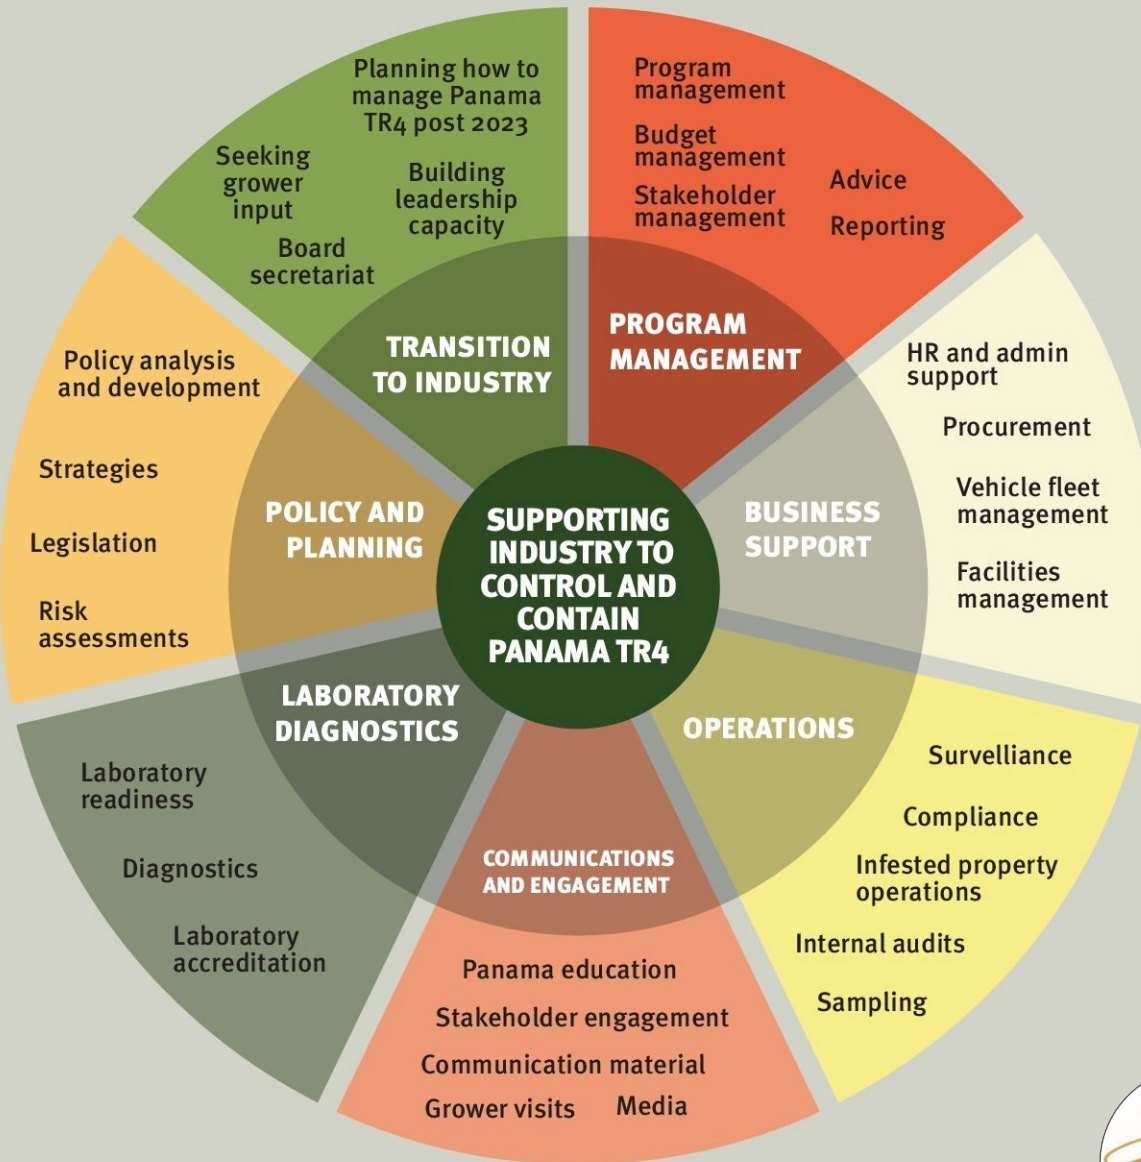 SUPPORTING
INDUSTRY TO
CONTROL AND
CONTAIN
PANAMA TR4
PROGRAM
MANAGEMENT
Program
management
Budget
management
Stakeholder
management
Advice
Reporting
BUSINESS
SUPPORT
HR and admin
support
Procurement
Vehicle fleet
management
Facilities
management
OPERATIONS
Survelliance
Compliance
Infested property
operations
Internal audits
Sampling
COMMUNICATIONS
AND ENGAGEMENT
Panama education
Stakeholder engagement
Communication material
Grower visits
Media
LABORATORY
DIAGNOSTICS
Laboratory
readiness
Diagnostics
Laboratory
accreditation
POLICY AND
PLANNING
Policy analysis
and development
Strategies
Legislation
Risk
assessments
TRANSITION
TO INDUSTRY
Planning how to
manage Panama
TR4 post 2023
Seeking
grower
input
Building
leadership
capacity
Board
secretariat